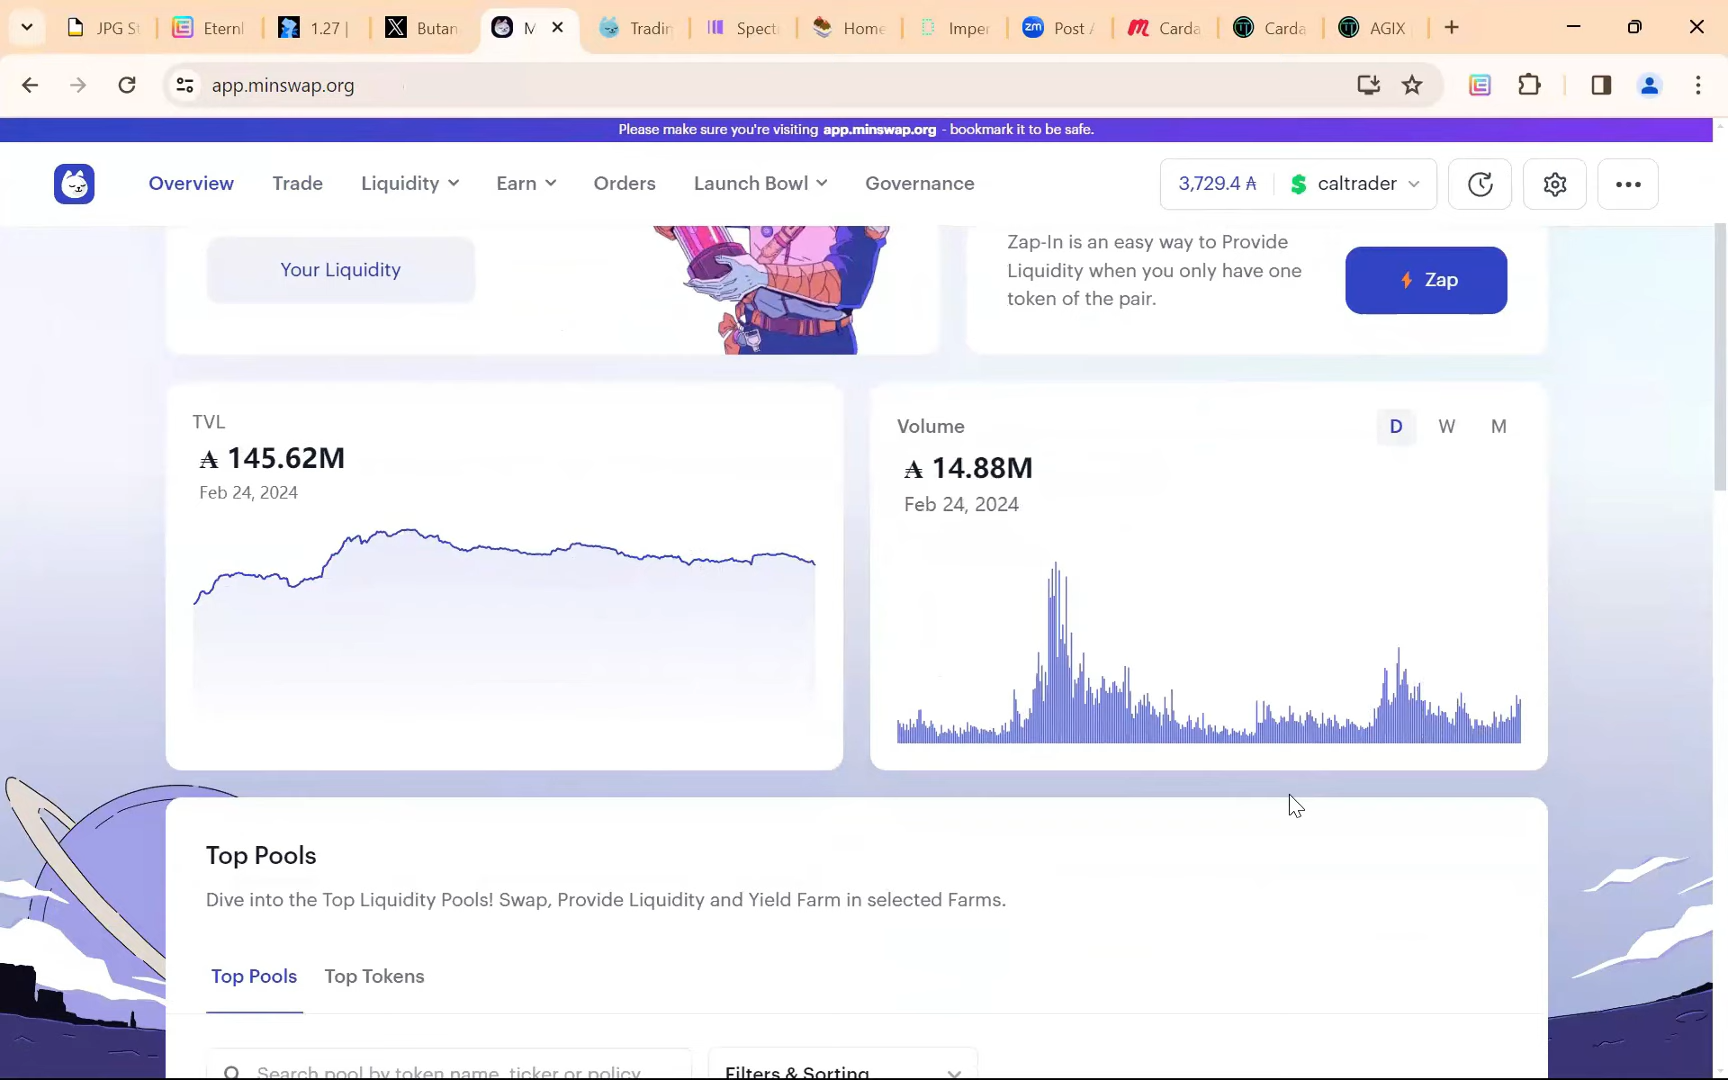 JPG S
Eternl
1.27 |
Butan
M
Tradin
Spect
Home
Imper
Post A
Carda
Carda
AGIX
app.minswap.org
Please make sure you're visiting app.minswap.org - bookmark it to be safe.
Overview Trade Liquidity Earn Orders Launch Bowl Governance
3,729.4 ₳ caltrader
Your Liquidity
Zap-In is an easy way to Provide
Liquidity when you only have one
token of the pair.
Zap
TVL
₳ 145.62M
Feb 24, 2024
Volume
D W M
₳ 14.88M
Feb 24, 2024
Top Pools
Dive into the Top Liquidity Pools! Swap, Provide Liquidity and Yield Farm in selected Farms.
Top Pools Top Tokens
Search pool by token name, ticker or policy
Filters & Sorting